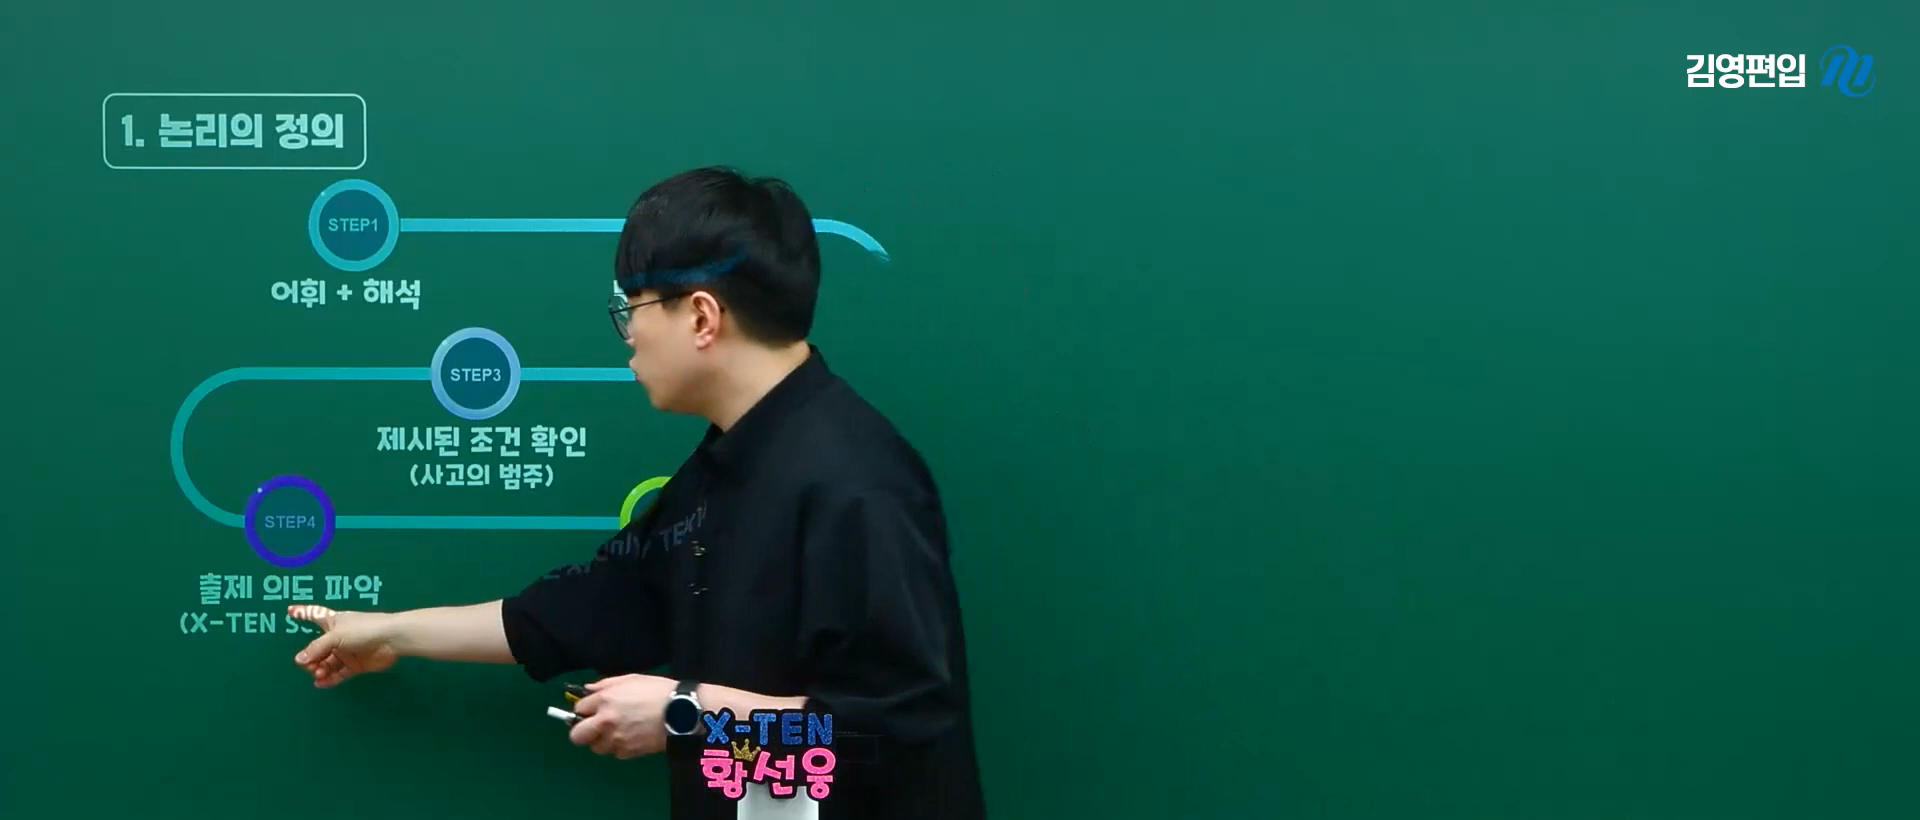 김영편입
1. 논리의 정의
STEP1
어휘 + 해석
STEP3
제시된 조건 확인
(사고의 범주)
STEP4
출제 의도 파악
(X-TEN
X-TEN
황선웅